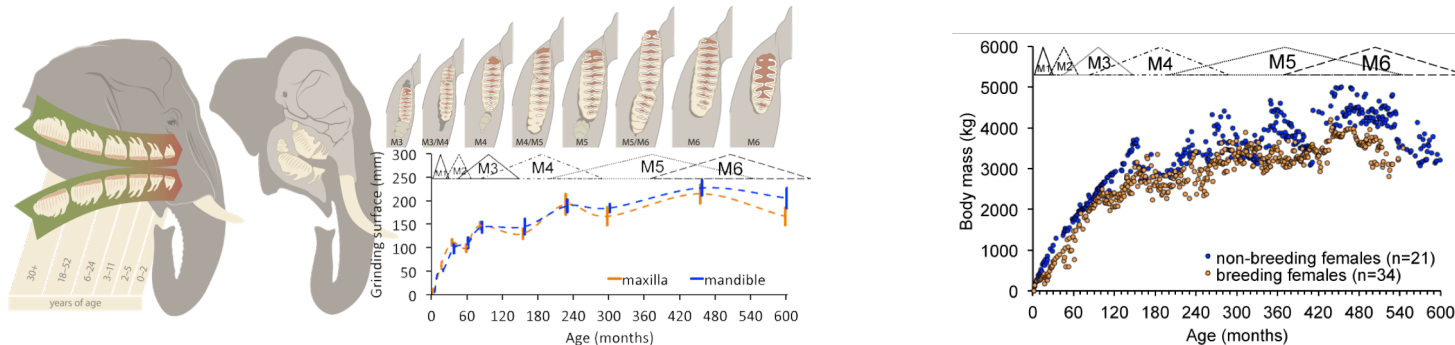 30+
18–52
6–24
3–11
2–5
0–2
years of age
M3
M3/M4
M4
M4/M5
M5
M5/M6
M6
M6
M1
M2
M3
M4
M5
M6
Grinding surface (mm)
300
250
200
150
100
50
0
maxilla
mandible
0 60 120 180 240 300 360 420 480 540 600
Age (months)
M1
M2
M3
M4
M5
M6
Body mass (kg)
6000
5000
4000
3000
2000
1000
0
non-breeding females (n=21)
breeding females (n=34)
0 60 120 180 240 300 360 420 480 540 600
Age (months)